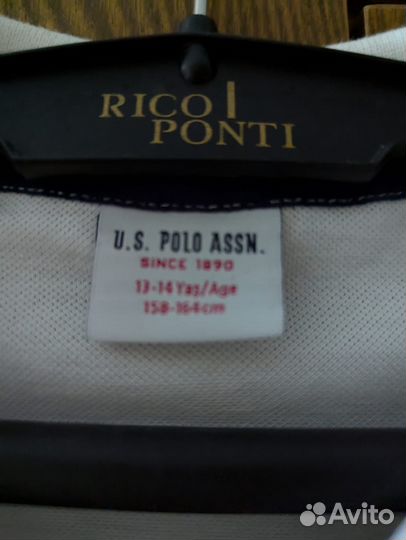 RICO
PONTI
U.S. POLO ASSN.
SINCE 1890
13-14 Yaş/Age
158-164cm
Avito